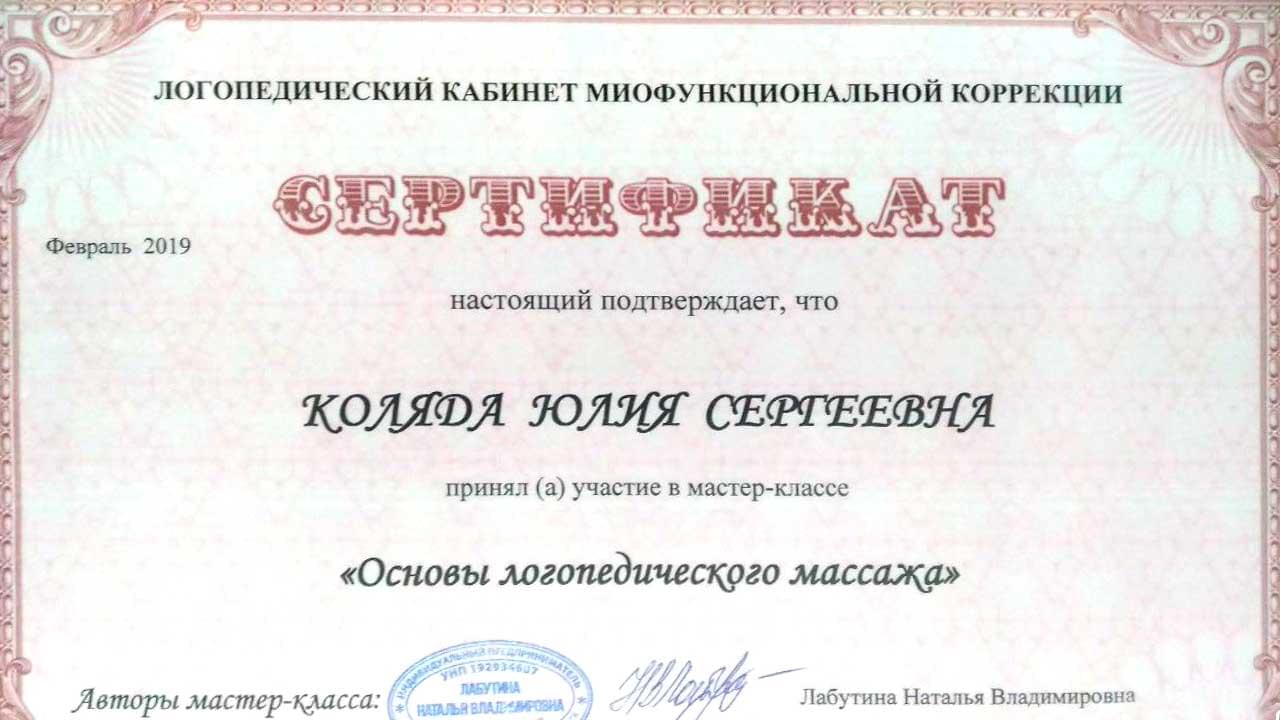 ЛОГОПЕДИЧЕСКИЙ КАБИНЕТ МИОФУНКЦИОНАЛЬНОЙ КОРРЕКЦИИ
СЕРТИФИКАТ
Февраль 2019
настоящий подтверждает, что
КОЛЯДА ЮЛИЯ СЕРГЕЕВНА
принял (а) участие в мастер-классе
«Основы логопедического массажа»
ИНДИВИДУАЛЬНЫЙ ПРЕДПРИНИМАТЕЛЬ
УНП 192934607
ЛАБУТИНА
НАТАЛЬЯ ВЛАДИМИРОВНА
Авторы мастер-класса:
Лабутина Наталья Владимировна